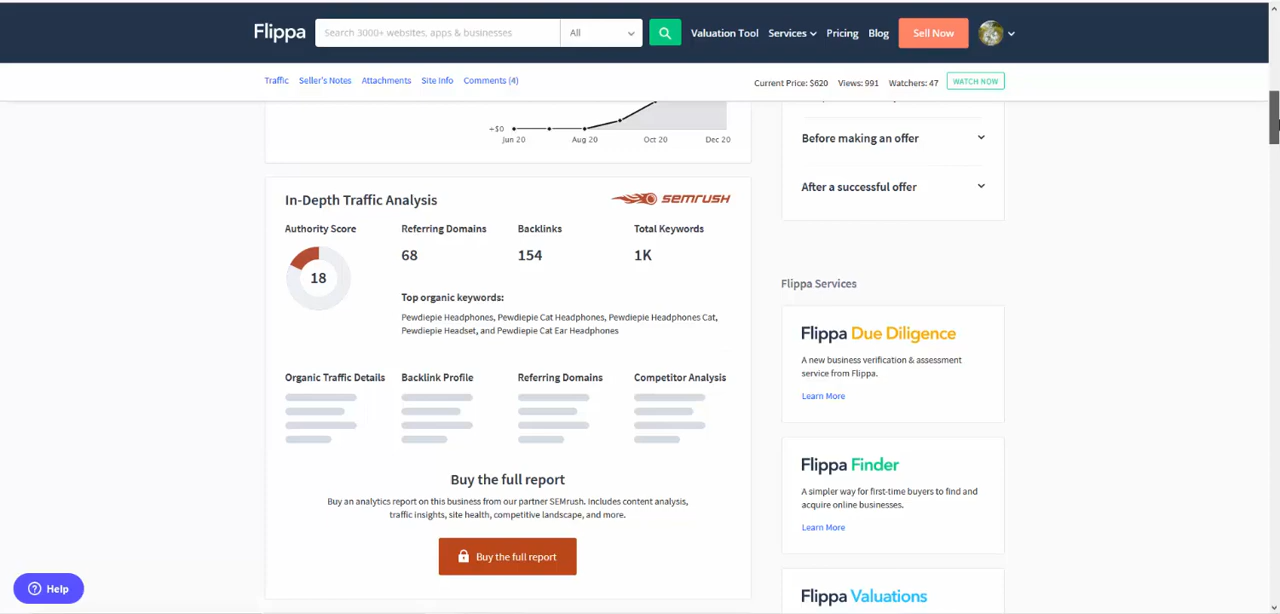 Flippa
Search 3000+ websites, apps & businesses
All
Valuation Tool
Services
Pricing
Blog
Sell Now
Traffic
Seller's Notes
Attachments
Site Info
Comments (4)
Current Price: $620
Views: 991
Watchers: 47
WATCH NOW
+$0
Jun 20
Aug 20
Oct 20
Dec 20
Before making an offer
After a successful offer
In-Depth Traffic Analysis
semrush
Authority Score
Referring Domains
Backlinks
Total Keywords
18
68
154
1K
Top organic keywords:
Pewdiepie Headphones, Pewdiepie Cat Headphones, Pewdiepie Headphones Cat,
Pewdiepie Headset, and Pewdiepie Cat Ear Headphones
Organic Traffic Details
Backlink Profile
Referring Domains
Competitor Analysis
Buy the full report
Buy an analytics report on this business from our partner SEMrush. Includes content analysis,
traffic insights, site health, competitive landscape, and more.
Buy the full report
Flippa Services
Flippa Due Diligence
A new business verification & assessment
service from Flippa.
Learn More
Flippa Finder
A simpler way for first-time buyers to find and
acquire online businesses.
Learn More
Flippa Valuations
Help